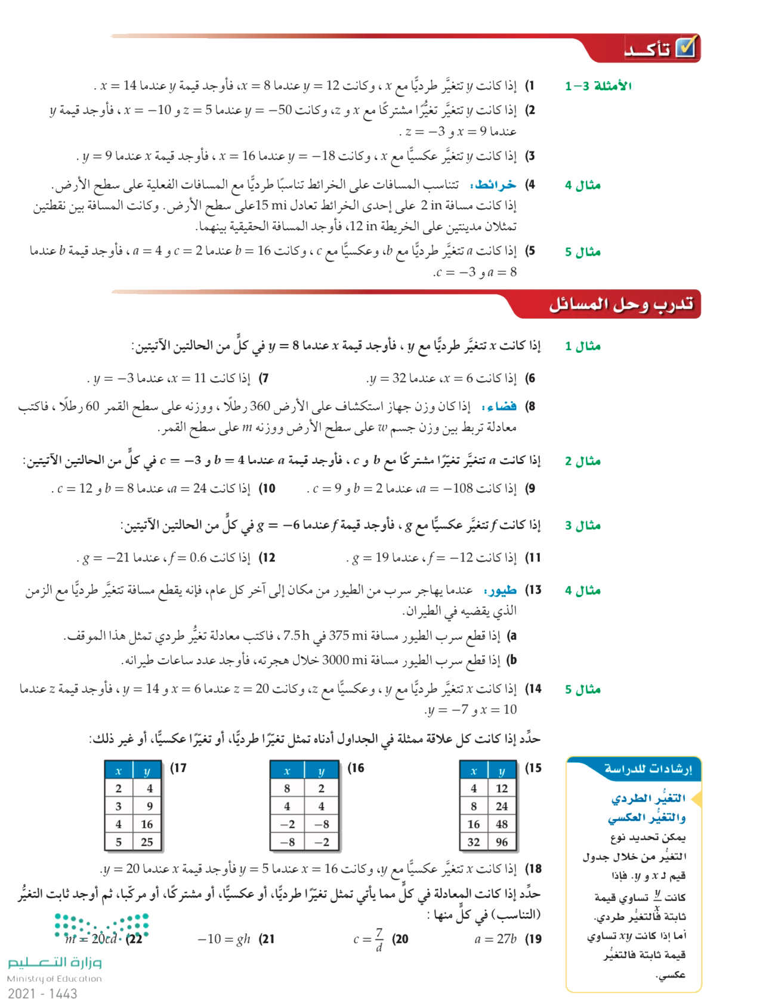 تأكد
الأمثلة 3–1
1) إذا كانت y تتغيَّر طرديًّا مع x ، وكانت y = 12 عندما x = 8، فأوجد قيمة y عندما x = 14 .
2) إذا كانت y تتغيَّر تغيُّرًا مشتركًا مع x و z، وكانت y = −50 عندما z = 5 و x = −10 ، فأوجد قيمة y
عندما x = 9 و z = −3 .
3) إذا كانت y تتغيَّر عكسيًّا مع x ، وكانت y = −18 عندما x = 16 ، فأوجد قيمة x عندما y = 9 .
مثال 4
4) خرائط: تتناسب المسافات على الخرائط تناسبًا طرديًّا مع المسافات الفعلية على سطح الأرض.
إذا كانت مسافة 2 in على إحدى الخرائط تعادل 15 mi على سطح الأرض. وكانت المسافة بين نقطتين
تمثلان مدينتين على الخريطة 12 in، فأوجد المسافة الحقيقية بينهما.
مثال 5
5) إذا كانت a تتغيَّر طرديًّا مع b، وعكسيًّا مع c ، وكانت b = 16 عندما c = 2 و a = 4 ، فأوجد قيمة b عندما
a = 8 و c = −3.
تدرب وحل المسائل
مثال 1
إذا كانت x تتغيَّر طرديًّا مع y ، فأوجد قيمة x عندما y = 8 في كلٍّ من الحالتين الآتيتين:
6) إذا كانت x = 6، عندما y = 32.
7) إذا كانت x = 11، عندما y = −3 .
8) فضاء: إذا كان وزن جهاز استكشاف على الأرض 360 رطلًا ، ووزنه على سطح القمر 60 رطلًا ، فاكتب
معادلة تربط بين وزن جسم w على سطح الأرض ووزنه m على سطح القمر.
مثال 2
إذا كانت a تتغيَّر تغيّرًا مشتركًا مع b و c ، فأوجد قيمة a عندما b = 4 و c = −3 في كلٍّ من الحالتين الآتيتين:
9) إذا كانت a = −108، عندما b = 2 و c = 9 .
10) إذا كانت a = 24، عندما b = 8 و c = 12 .
مثال 3
إذا كانت f تتغيَّر عكسيًّا مع g ، فأوجد قيمة f عندما g = −6 في كلٍّ من الحالتين الآتيتين:
11) إذا كانت f = −12، عندما g = 19 .
12) إذا كانت f = 0.6 ، عندما g = −21 .
مثال 4
13) طيور: عندما يهاجر سرب من الطيور من مكان إلى آخر كل عام، فإنه يقطع مسافة تتغيَّر طرديًّا مع الزمن
الذي يقضيه في الطيران.
a) إذا قطع سرب الطيور مسافة 375 mi في 7.5 h ، فاكتب معادلة تغيُّر طردي تمثل هذا الموقف.
b) إذا قطع سرب الطيور مسافة 3000 mi خلال هجرته، فأوجد عدد ساعات طيرانه.
مثال 5
14) إذا كانت x تتغيَّر طرديًّا مع y ، وعكسيًّا مع z، وكانت z = 20 عندما x = 6 و y = 14 ، فأوجد قيمة z عندما
x = 10 و y = −7.
حدِّد إذا كانت كل علاقة ممثلة في الجداول أدناه تمثل تغيّرًا طرديًّا، أو تغيّرًا عكسيًّا، أو غير ذلك:
15)
x y
4 12
8 24
16 48
32 96
16)
x y
8 2
4 4
−2 −8
−8 −2
17)
x y
2 4
3 9
4 16
5 25
18) إذا كانت x تتغيَّر عكسيًّا مع y، وكانت x = 16 عندما y = 5 فأوجد قيمة x عندما y = 20.
حدِّد إذا كانت المعادلة في كلٍّ مما يأتي تمثل تغيّرًا طرديًّا، أو عكسيًّا، أو مشتركًا، أو مركّبا، ثم أوجد ثابت التغيُّر
(التناسب) في كلٍّ منها :
19) a = 27b
20) c = 7/d
21) −10 = gh
22) m = 20cd
إرشادات للدراسة
التغيُّر الطردي
والتغيُّر العكسي
يمكن تحديد نوع
التغيُّر من خلال جدول
قيم لـ x و y. فإذا
كانت y/x تساوي قيمة
ثابتة فالتغيُّر طردي.
أما إذا كانت xy تساوي
قيمة ثابتة فالتغيُّر
عكسي.
وزارة التعليم
Ministry of Education
2021 - 1443